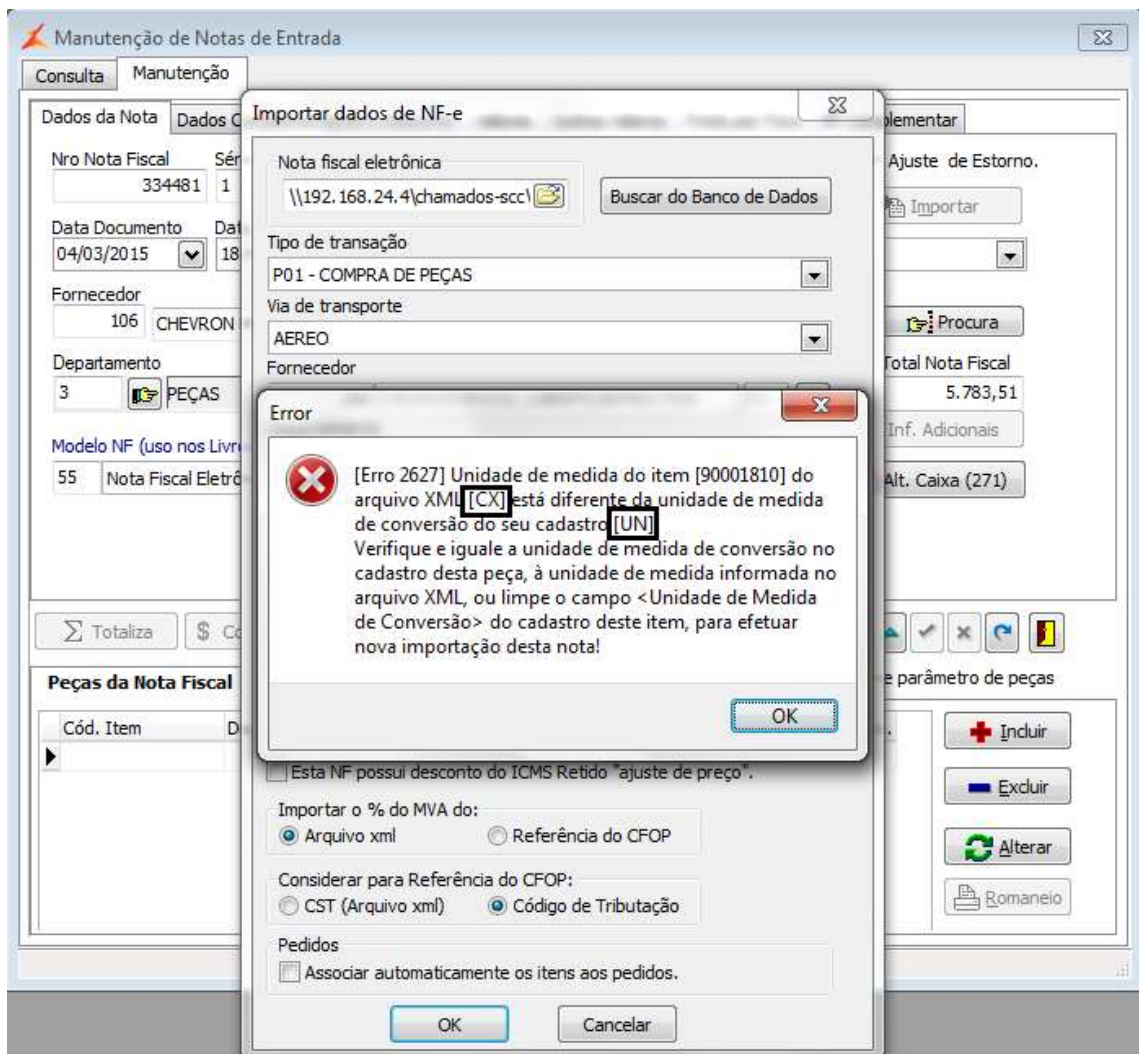 Manutenção de Notas de Entrada
Consulta
Manutenção
Dados da Nota
Dados C
Importar dados de NF-e
lementar
Nro Nota Fiscal
Sér
334481
1
Nota fiscal eletrônica
\\192.168.24.4\chamados-scc\
Buscar do Banco de Dados
Ajuste de Estorno.
Importar
Data Documento
Dat
04/03/2015
18
Tipo de transação
P01 - COMPRA DE PEÇAS
Fornecedor
106
CHEVRON
Via de transporte
AEREO
Procura
Departamento
3
PEÇAS
Fornecedor
Total Nota Fiscal
5.783,51
Inf. Adicionais
Modelo NF (uso nos Livr
55
Nota Fiscal Eletrô
Alt. Caixa (271)
Error
[Erro 2627] Unidade de medida do item [90001810] do
arquivo XML [CX] está diferente da unidade de medida
de conversão do seu cadastro [UN]
Verifique e iguale a unidade de medida de conversão no
cadastro desta peça, à unidade de medida informada no
arquivo XML, ou limpe o campo <Unidade de Medida
de Conversão> do cadastro deste item, para efetuar
nova importação desta nota!
OK
Σ Totaliza
$ Co
Peças da Nota Fiscal
e parâmetro de peças
Cód. Item
D
Incluir
Excluir
Alterar
Romaneio
Esta NF possui desconto do ICMS Retido "ajuste de preço".
Importar o % do MVA do:
Arquivo xml
Referência do CFOP
Considerar para Referência do CFOP:
CST (Arquivo xml)
Código de Tributação
Pedidos
Associar automaticamente os itens aos pedidos.
OK
Cancelar